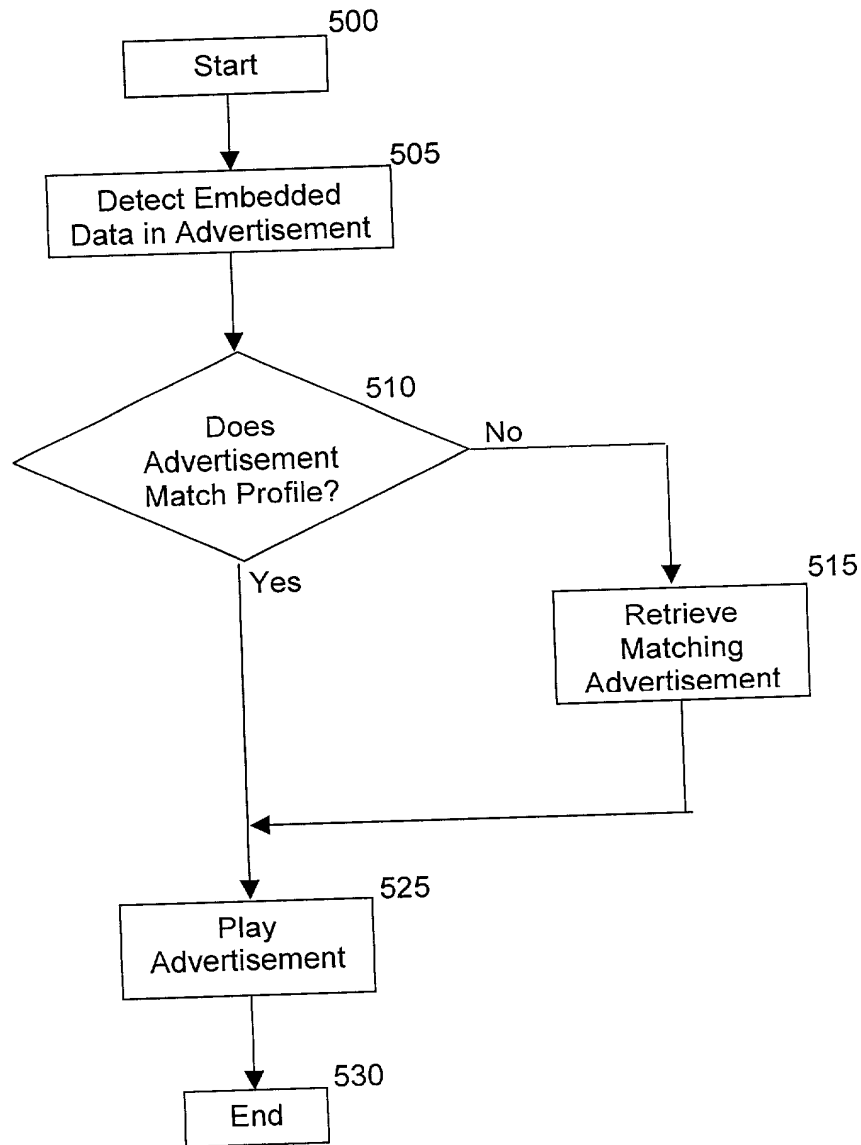 500
Start
505
Detect Embedded
Data in Advertisement
510
Does
Advertisement
Match Profile?
No
Yes
515
Retrieve
Matching
Advertisement
525
Play
Advertisement
530
End